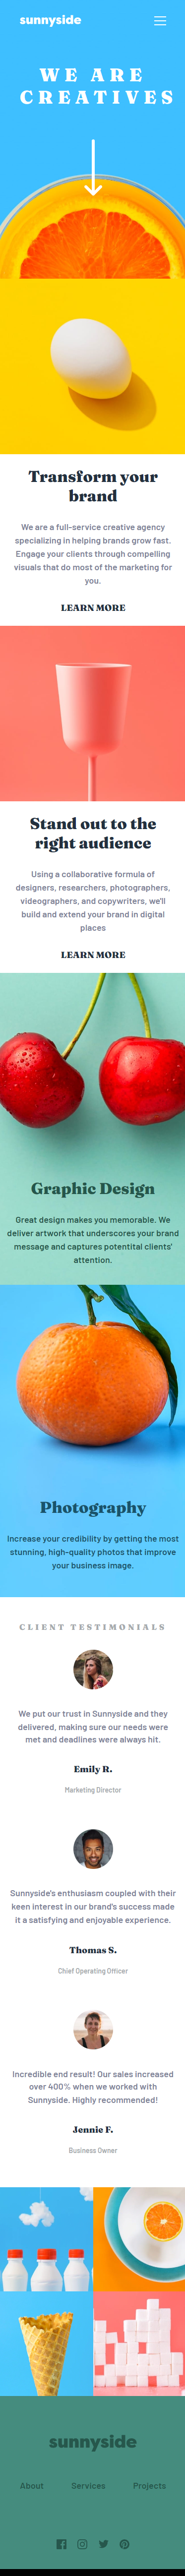 sunnyside
WE ARE
CREATIVES
Transform your
brand
We are a full-service creative agency
specializing in helping brands grow fast.
Engage your clients through compelling
visuals that do most of the marketing for
you.
LEARN MORE
Stand out to the
right audience
Using a collaborative formula of
designers, researchers, photographers,
videographers, and copywriters, we'll
build and extend your brand in digital
places
LEARN MORE
Graphic Design
Great design makes you memorable. We
deliver artwork that underscores your brand
message and captures potentital clients'
attention.
Photography
Increase your credibility by getting the most
stunning, high-quality photos that improve
your business image.
CLIENT TESTIMONIALS
We put our trust in Sunnyside and they
delivered, making sure our needs were
met and deadlines were always hit.
Emily R.
Marketing Director
Sunnyside's enthusiasm coupled with their
keen interest in our brand's success made
it a satisfying and enjoyable experience.
Thomas S.
Chief Operating Officer
Incredible end result! Our sales increased
over 400% when we worked with
Sunnyside. Highly recommended!
Jennie F.
Business Owner
sunnyside
About Services Projects